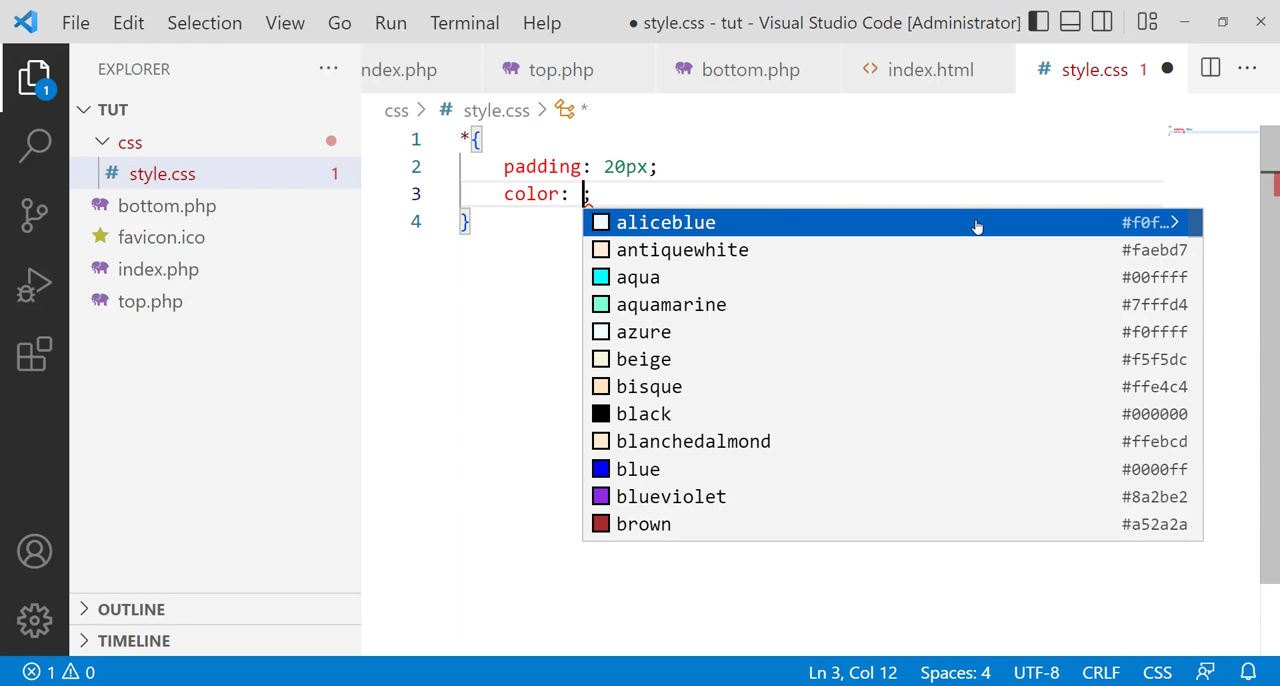 File Edit Selection View Go Run Terminal Help ● style.css - tut - Visual Studio Code [Administrator]
EXPLORER ···
ndex.php top.php bottom.php <> index.html # style.css 1 ● ···
TUT
css > # style.css > *
css
# style.css 1
bottom.php
favicon.ico
index.php
top.php
1
OUTLINE
TIMELINE
1 *{
2 padding: 20px;
3 color: ;
4 }
aliceblue #f0f…>
antiquewhite #faebd7
aqua #00ffff
aquamarine #7fffd4
azure #f0ffff
beige #f5f5dc
bisque #ffe4c4
black #000000
blanchedalmond #ffebcd
blue #0000ff
blueviolet #8a2be2
brown #a52a2a
1 0 Ln 3, Col 12 Spaces: 4 UTF-8 CRLF CSS